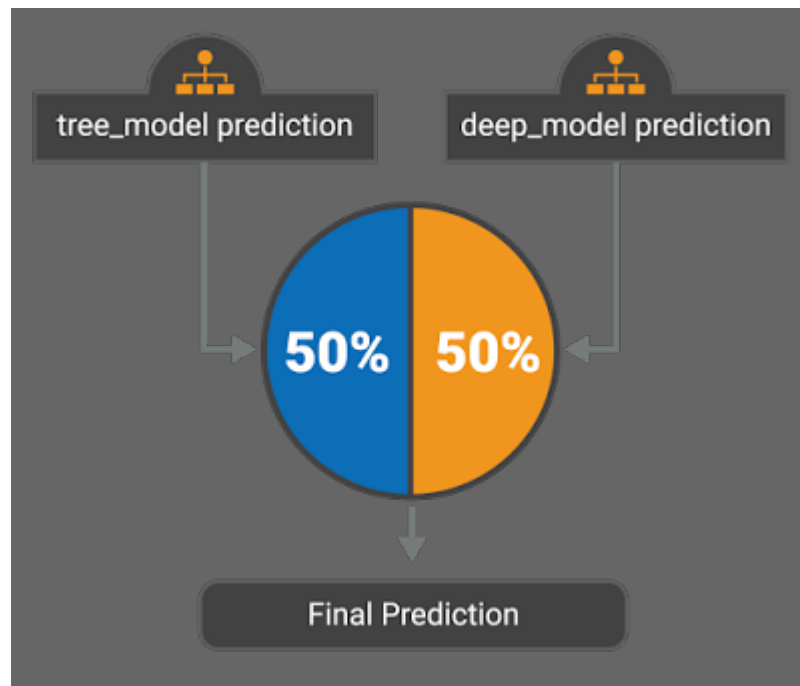 tree_model prediction
deep_model prediction
50%
50%
Final Prediction